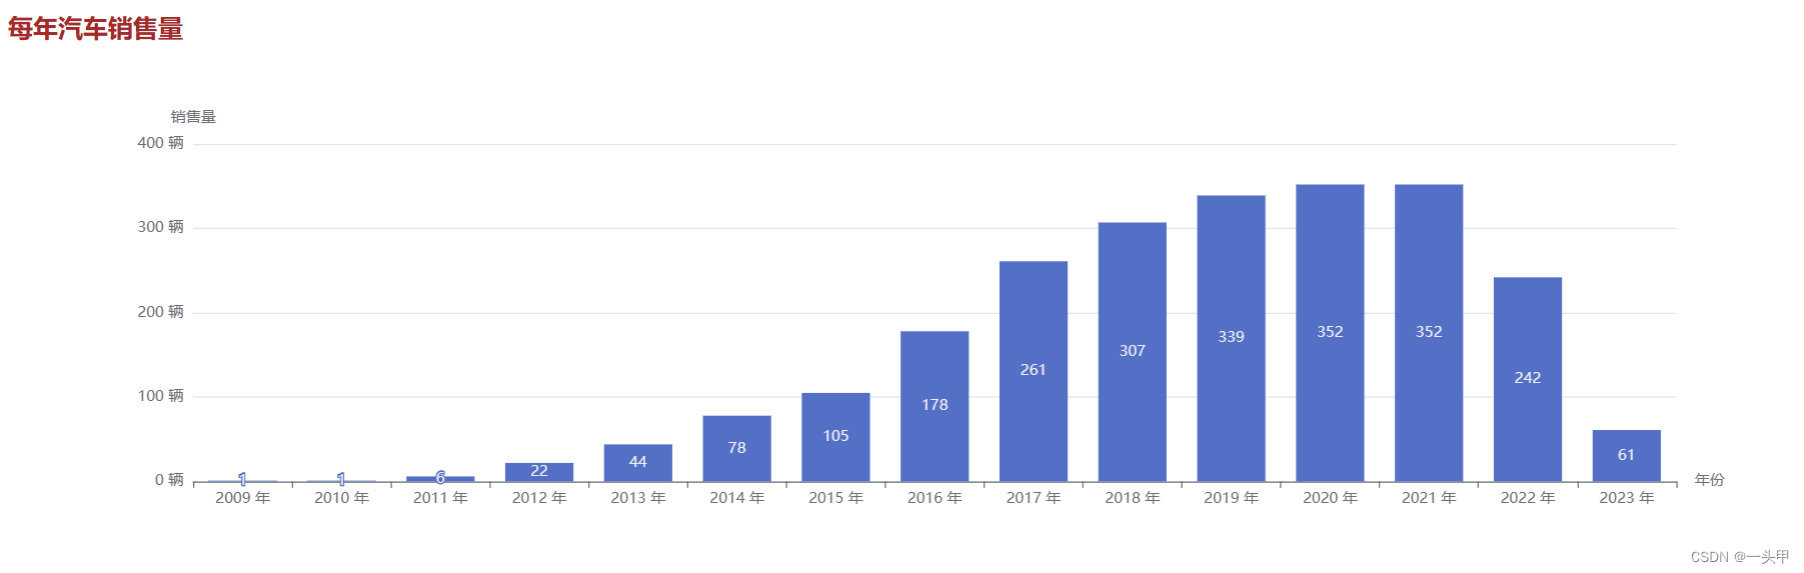 每年汽车销售量
销售量
400 辆
300 辆
200 辆
100 辆
0 辆
1
1
6
22
44
78
105
178
261
307
339
352
352
242
61
2009 年
2010 年
2011 年
2012 年
2013 年
2014 年
2015 年
2016 年
2017 年
2018 年
2019 年
2020 年
2021 年
2022 年
2023 年
年份
CSDN @一头甲